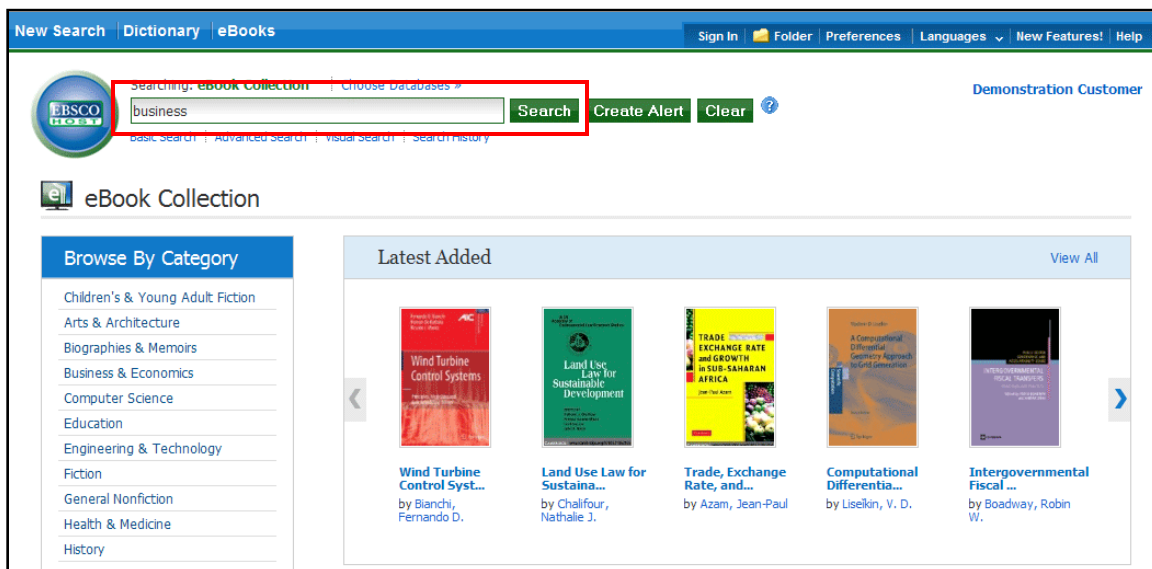 New Search Dictionary eBooks
Sign In Folder Preferences Languages New Features! Help
Searching: eBook Collection Choose Databases »
Demonstration Customer
EBSCO
HOST
business Search Create Alert Clear ?
Basic Search Advanced Search Visual Search Search History
eBook Collection
Browse By Category
Children's & Young Adult Fiction
Arts & Architecture
Biographies & Memoirs
Business & Economics
Computer Science
Education
Engineering & Technology
Fiction
General Nonfiction
Health & Medicine
History
Latest Added View All
Wind Turbine
Control Systems
Land Use
Law for
Sustainable
Development
TRADE
EXCHANGE RATE
and GROWTH
in SUB-SAHARAN
AFRICA
Jean-Paul Azam
A Computational
Differential
Geometry Approach
to Grid Generation
Springer
INTERGOVERNMENTAL
FISCAL TRANSFERS
Wind Turbine
Control Syst...
by Bianchi,
Fernando D.
Land Use Law for
Sustaina...
by Chalifour,
Nathalie J.
Trade, Exchange
Rate, and...
by Azam, Jean-Paul
Computational
Differentia...
by Liseikin, V. D.
Intergovernmental
Fiscal ...
by Boadway, Robin
W.